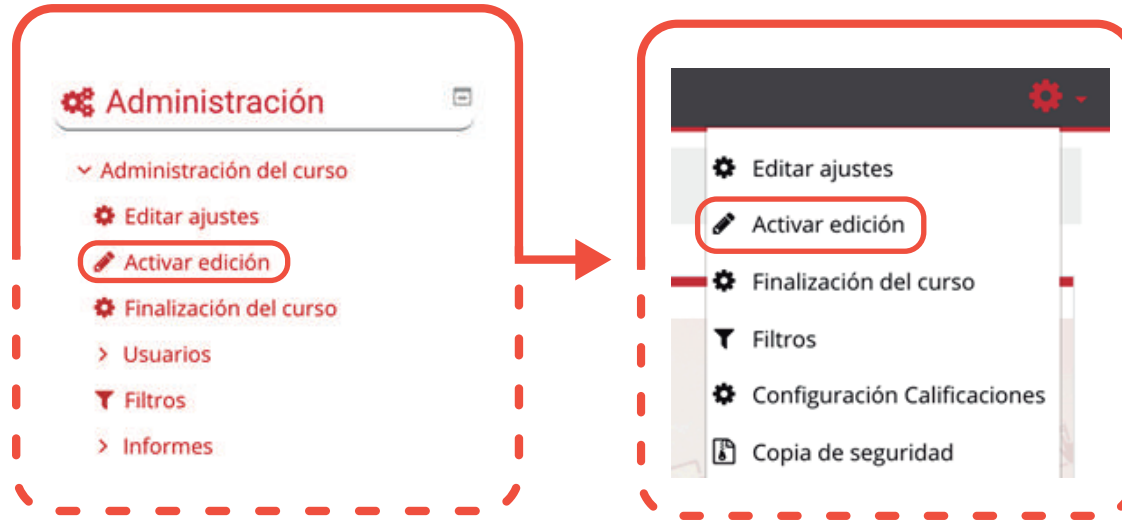 Administración
Administración del curso
Editar ajustes
Activar edición
Finalización del curso
Usuarios
Filtros
Informes
Editar ajustes
Activar edición
Finalización del curso
Filtros
Configuración Calificaciones
Copia de seguridad